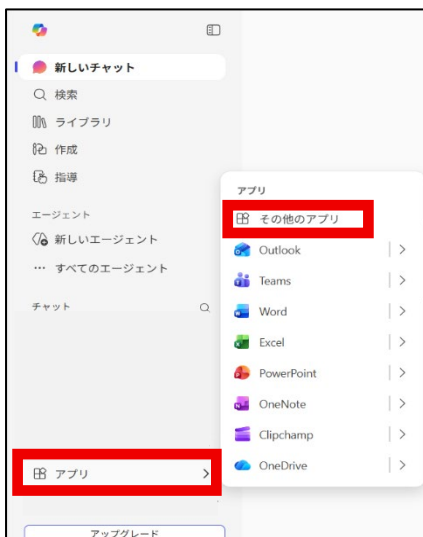 新しいチャット
検索
ライブラリ
作成
指導
エージェント
新しいエージェント
すべてのエージェント
チャット
アプリ
アップグレード
アプリ
その他のアプリ
Outlook
Teams
Word
Excel
PowerPoint
OneNote
Clipchamp
OneDrive